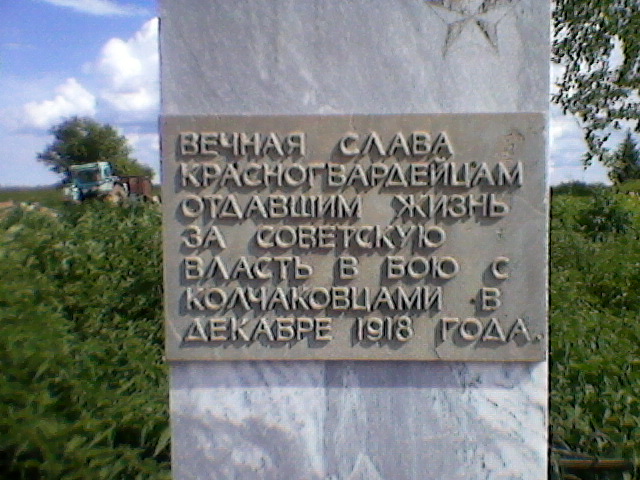 ВЕЧНАЯ СЛАВА
КРАСНОГВАРДЕЙЦАМ
ОТДАВШИМ ЖИЗНЬ
ЗА СОВЕТСКУЮ
ВЛАСТЬ В БОЮ С
КОЛЧАКОВЦАМИ В
ДЕКАБРЕ 1918 ГОДА.